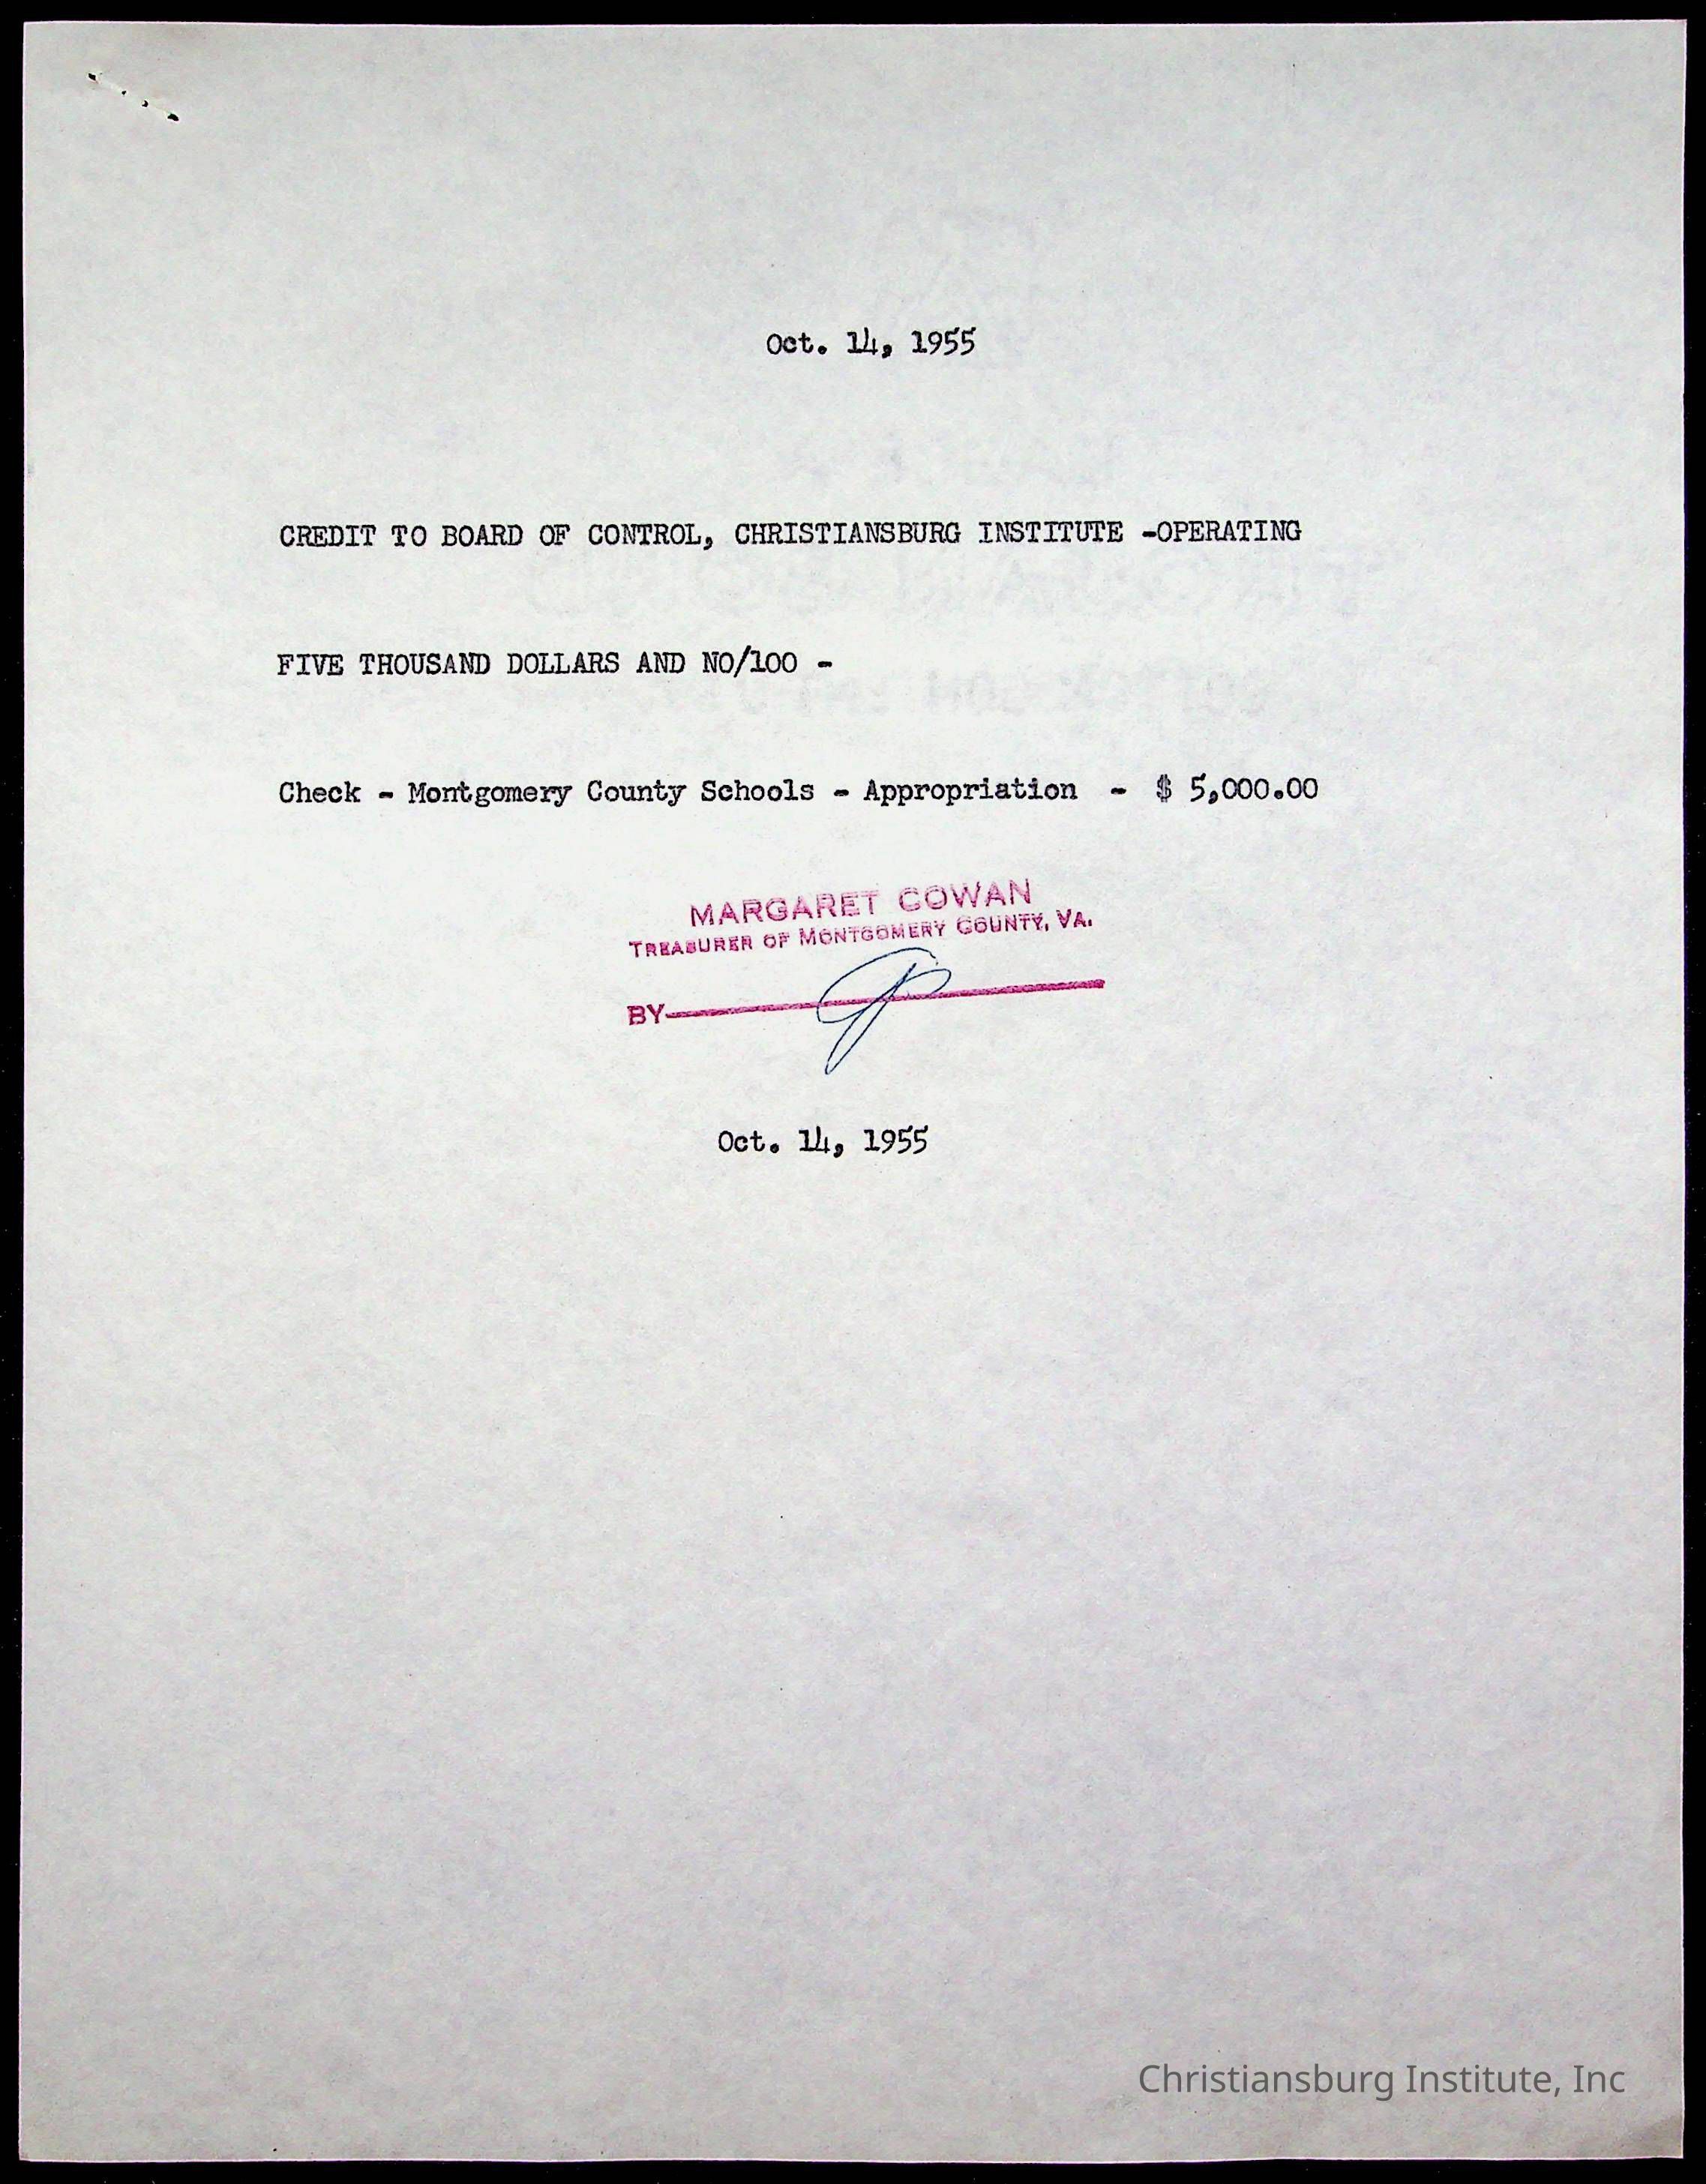 Oct. 14, 1955
CREDIT TO BOARD OF CONTROL, CHRISTIANSBURG INSTITUTE -OPERATING
FIVE THOUSAND DOLLARS AND NO/100 -
Check - Montgomery County Schools - Appropriation - $ 5,000.00
MARGARET COWAN
TREASURER OF MONTGOMERY COUNTY, VA.
BY
Oct. 14, 1955
Christiansburg Institute, Inc